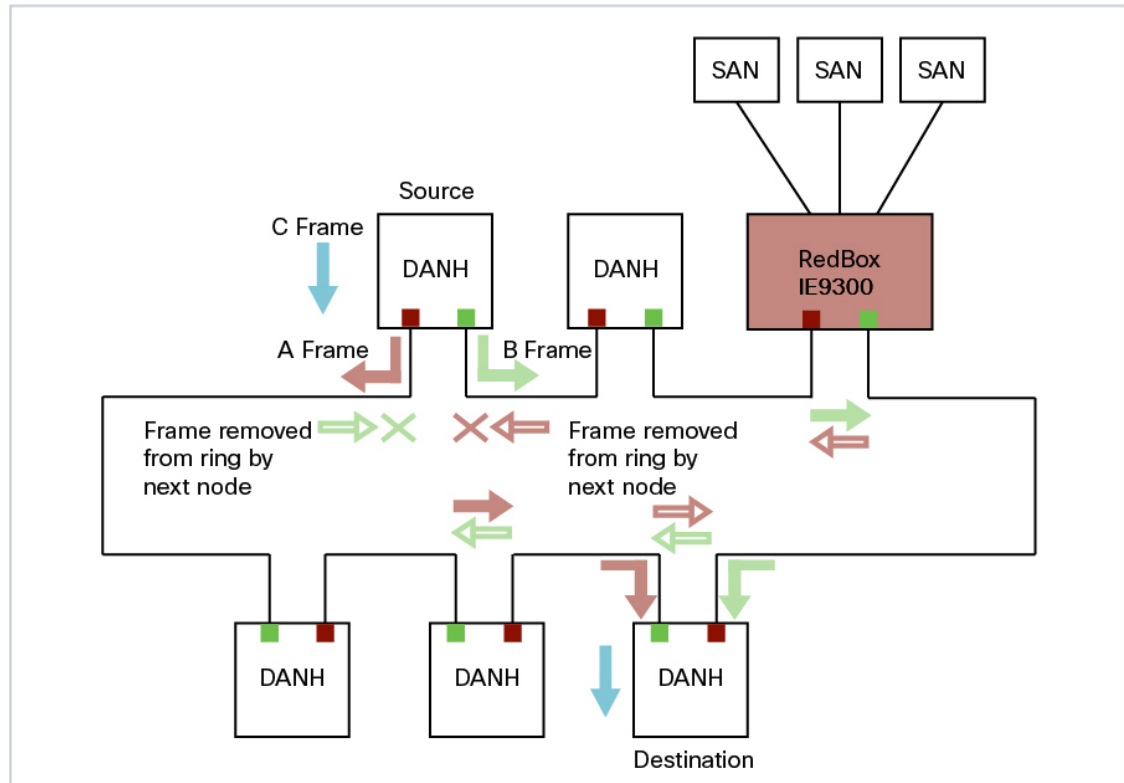 SAN
SAN
SAN
Source
C Frame
DANH
DANH
RedBox
IE9300
A Frame
B Frame
Frame removed
from ring by
next node
Frame removed
from ring by
next node
DANH
DANH
DANH
Destination